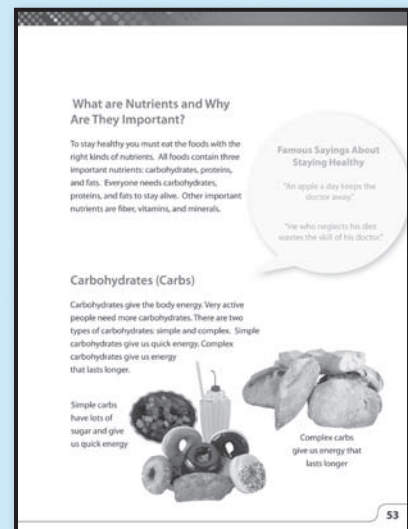 What are Nutrients and Why
Are They Important?
To stay healthy you must eat the foods with the
right kinds of nutrients. All foods contain three
important nutrients: carbohydrates, proteins,
and fats. Everyone needs carbohydrates,
proteins, and fats to stay alive. Other important
nutrients are fiber, vitamins, and minerals.
Famous Sayings About
Staying Healthy
"An apple a day keeps the
doctor away."
"He who neglects his diet
wastes the skill of his doctor."
Carbohydrates (Carbs)
Carbohydrates give the body energy. Very active
people need more carbohydrates. There are two
types of carbohydrates: simple and complex. Simple
carbohydrates give us quick energy. Complex
carbohydrates give us energy
that lasts longer.
Simple carbs
have lots of
sugar and give
us quick energy
Complex carbs
give us energy that
lasts longer
53